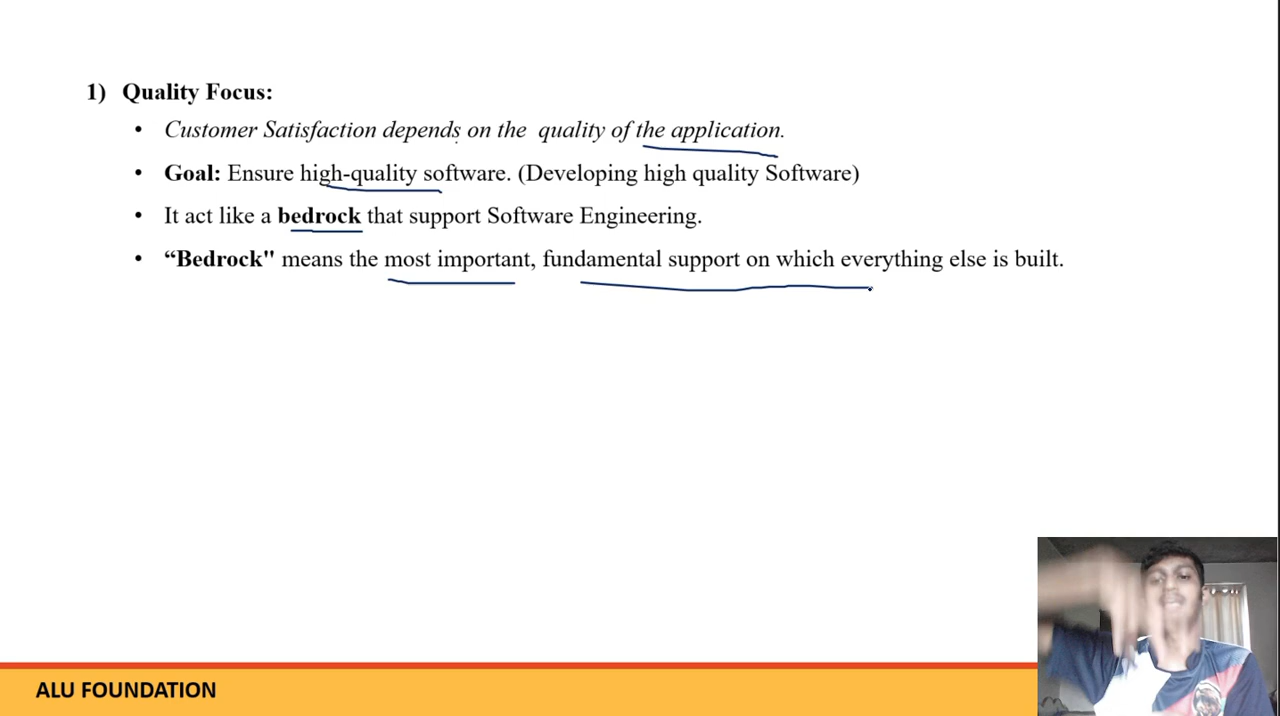 1) Quality Focus:
• Customer Satisfaction depends on the quality of the application.
• Goal: Ensure high-quality software. (Developing high quality Software)
• It act like a bedrock that support Software Engineering.
• “Bedrock" means the most important, fundamental support on which everything else is built.
ALU FOUNDATION